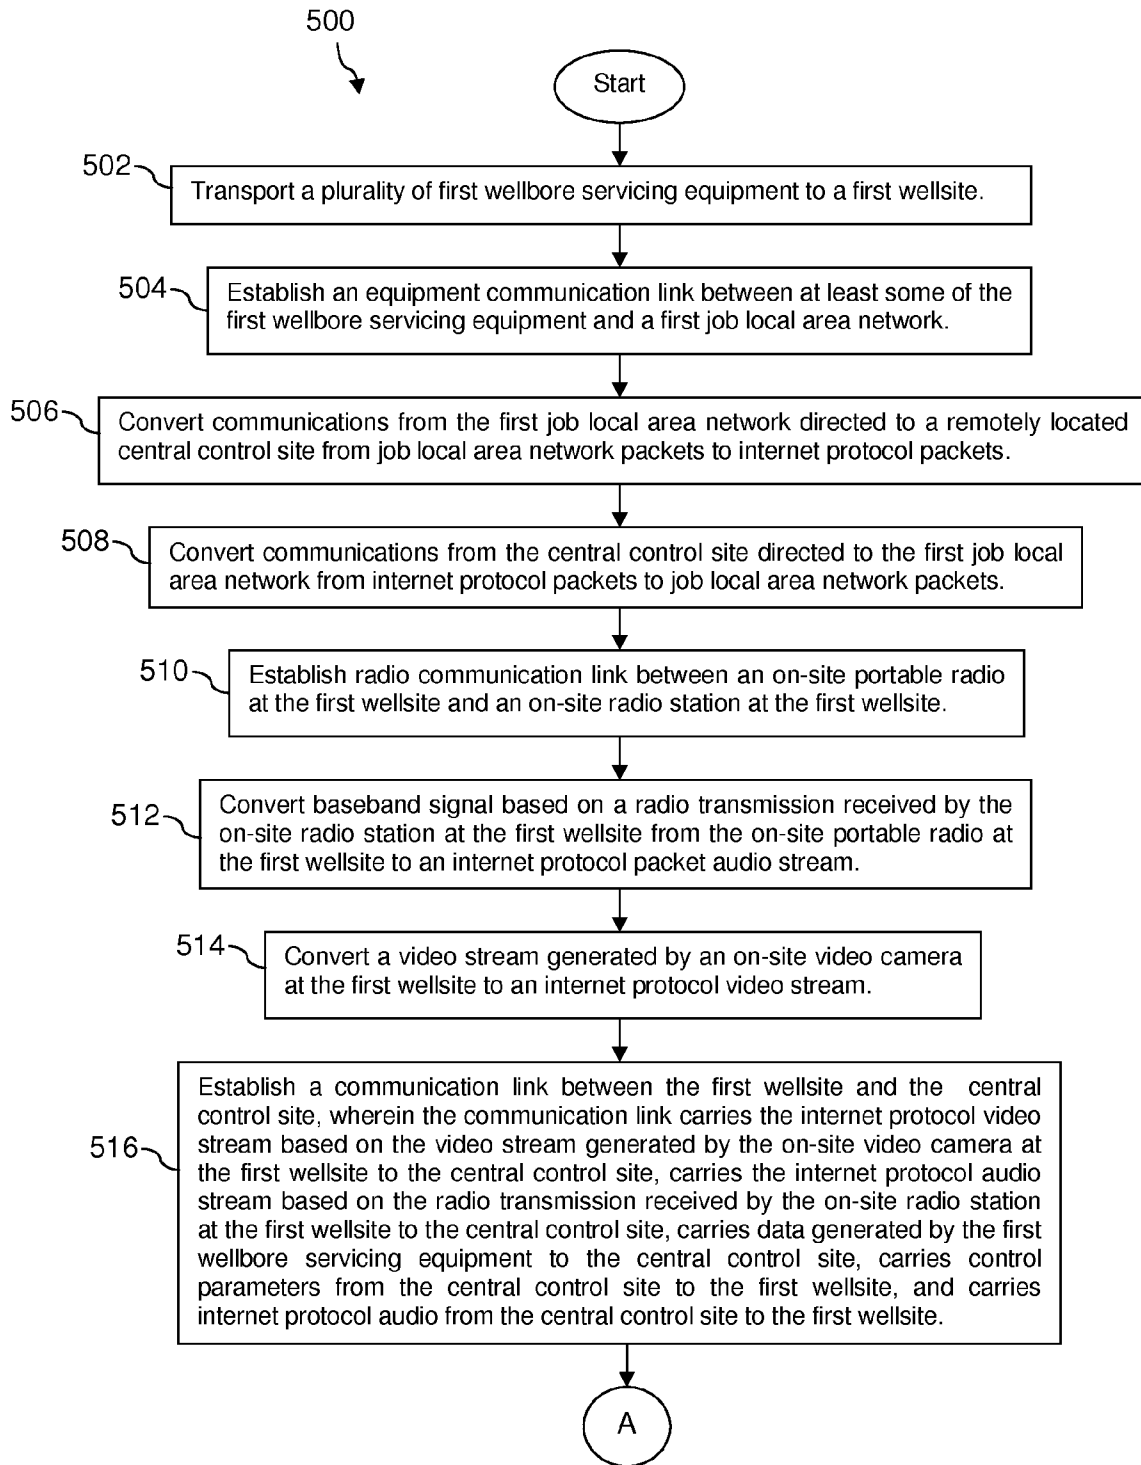 500
Start
502
Transport a plurality of first wellbore servicing equipment to a first wellsite.
504
Establish an equipment communication link between at least some of the
first wellbore servicing equipment and a first job local area network.
506
Convert communications from the first job local area network directed to a remotely located
central control site from job local area network packets to internet protocol packets.
508
Convert communications from the central control site directed to the first job local
area network from internet protocol packets to job local area network packets.
510
Establish radio communication link between an on-site portable radio
at the first wellsite and an on-site radio station at the first wellsite.
512
Convert baseband signal based on a radio transmission received by the
on-site radio station at the first wellsite from the on-site portable radio at
the first wellsite to an internet protocol packet audio stream.
514
Convert a video stream generated by an on-site video camera
at the first wellsite to an internet protocol video stream.
516
Establish a communication link between the first wellsite and the central
control site, wherein the communication link carries the internet protocol video
stream based on the video stream generated by the on-site video camera at
the first wellsite to the central control site, carries the internet protocol audio
stream based on the radio transmission received by the on-site radio station
at the first wellsite to the central control site, carries data generated by the first
wellbore servicing equipment to the central control site, carries control
parameters from the central control site to the first wellsite, and carries
internet protocol audio from the central control site to the first wellsite.
A